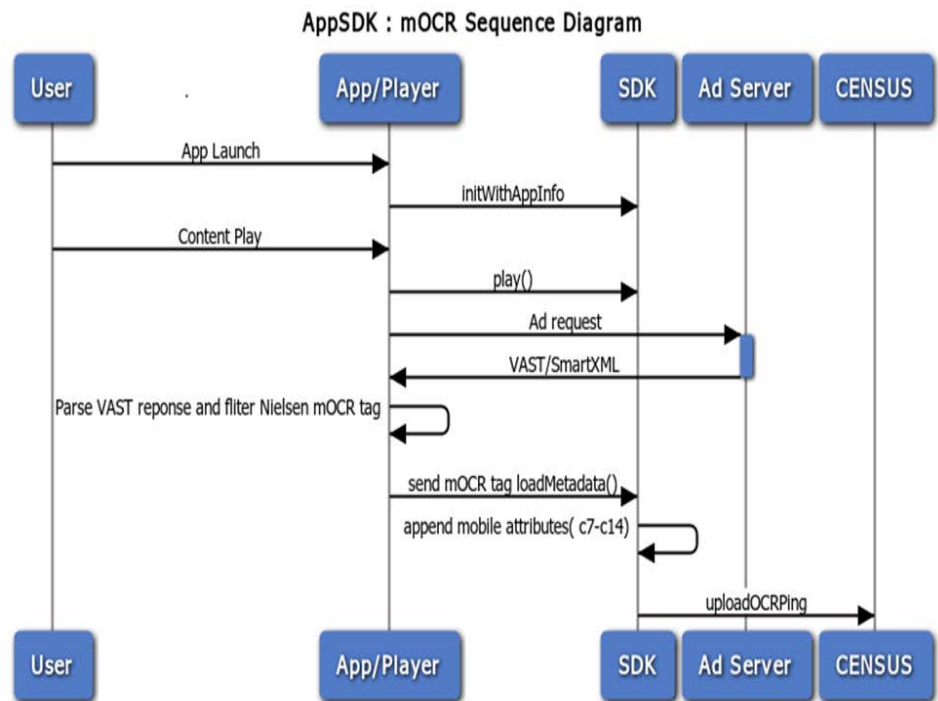 AppSDK : mOCR Sequence Diagram
User App/Player SDK Ad Server CENSUS
App Launch
initWithAppInfo
Content Play
play()
Ad request
VAST/SmartXML
Parse VAST reponse and fliter Nielsen mOCR tag
send mOCR tag loadMetadata()
append mobile attributes( c7-c14)
uploadOCRPing
User App/Player SDK Ad Server CENSUS